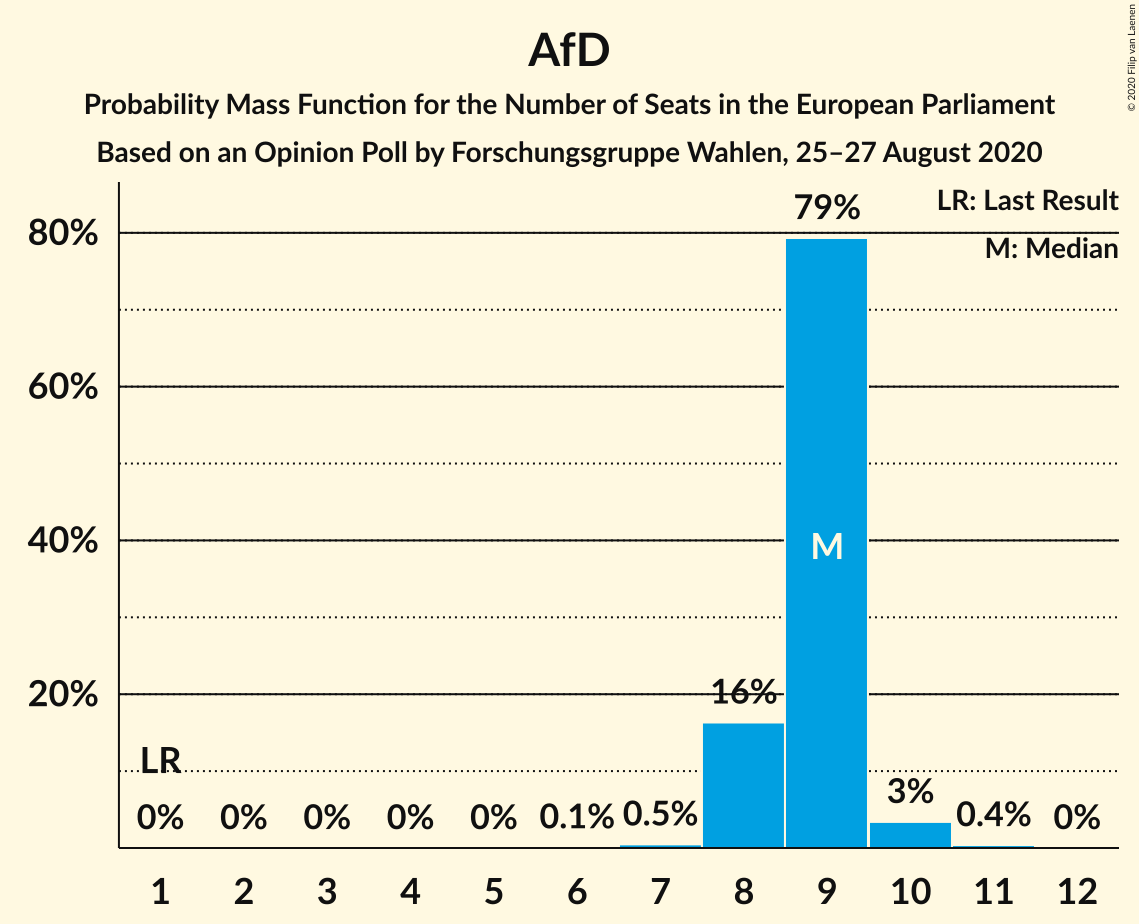 AfD
Probability Mass Function for the Number of Seats in the European Parliament
Based on an Opinion Poll by Forschungsgruppe Wahlen, 25–27 August 2020
© 2020 Filip van Laenen
LR: Last Result
M: Median
80%
60%
40%
20%
LR
0%
0%
0%
0%
0%
0.1%
0.5%
16%
79%
M
3%
0.4%
0%
1 2 3 4 5 6 7 8 9 10 11 12